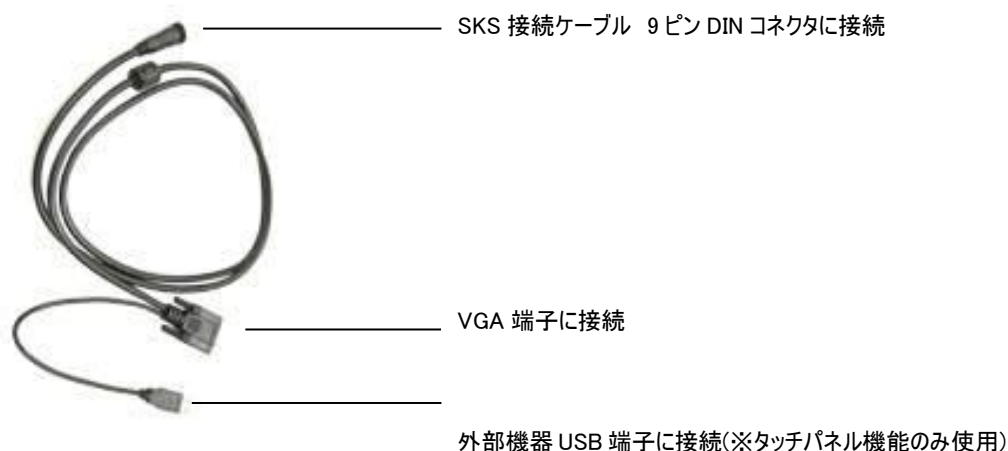 SKS 接続ケーブル 9 ピン DIN コネクタに接続
VGA 端子に接続
外部機器 USB 端子に接続(※タッチパネル機能のみ使用)